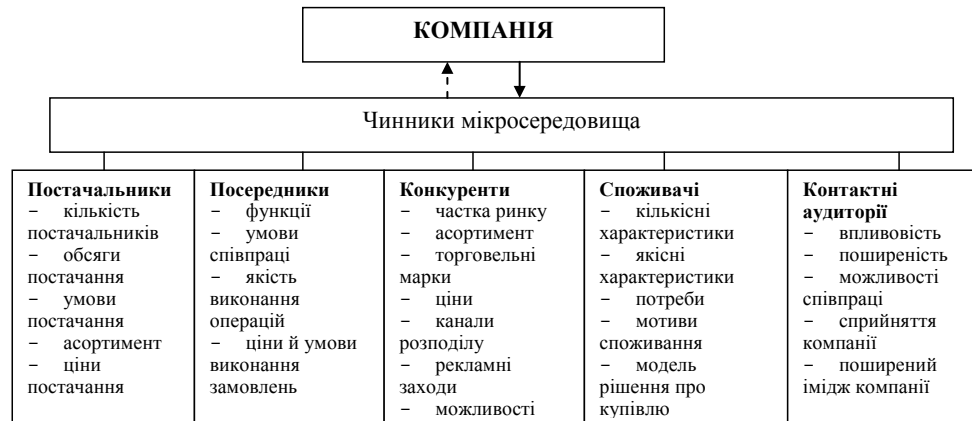 КОМПАНІЯ
Чинники мікросередовища
Постачальники
– кількість
постачальників
– обсяги
постачання
– умови
постачання
– асортимент
– ціни
постачання
Посередники
– функції
– умови
співпраці
– якість
виконання
операцій
– ціни й умови
виконання
замовлень
Конкуренти
– частка ринку
– асортимент
– торговельні
марки
– ціни
– канали
розподілу
– рекламні
заходи
– можливості
Споживачі
– кількісні
характеристики
– якісні
характеристики
– потреби
– мотиви
споживання
– модель
рішення про
купівлю
Контактні
аудиторії
– впливовість
– поширеність
– можливості
співпраці
– сприйняття
компанії
– поширений
імідж компанії